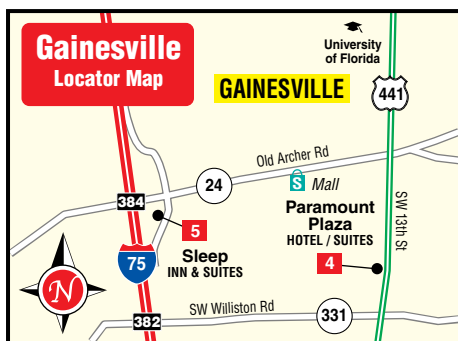 Gainesville
Locator Map
University
of Florida
GAINESVILLE
441
Old Archer Rd
24
S Mall
384
Paramount
Plaza
HOTEL / SUITES
SW 13th St
5
Sleep
INN & SUITES
4
75
N
SW Williston Rd
331
382